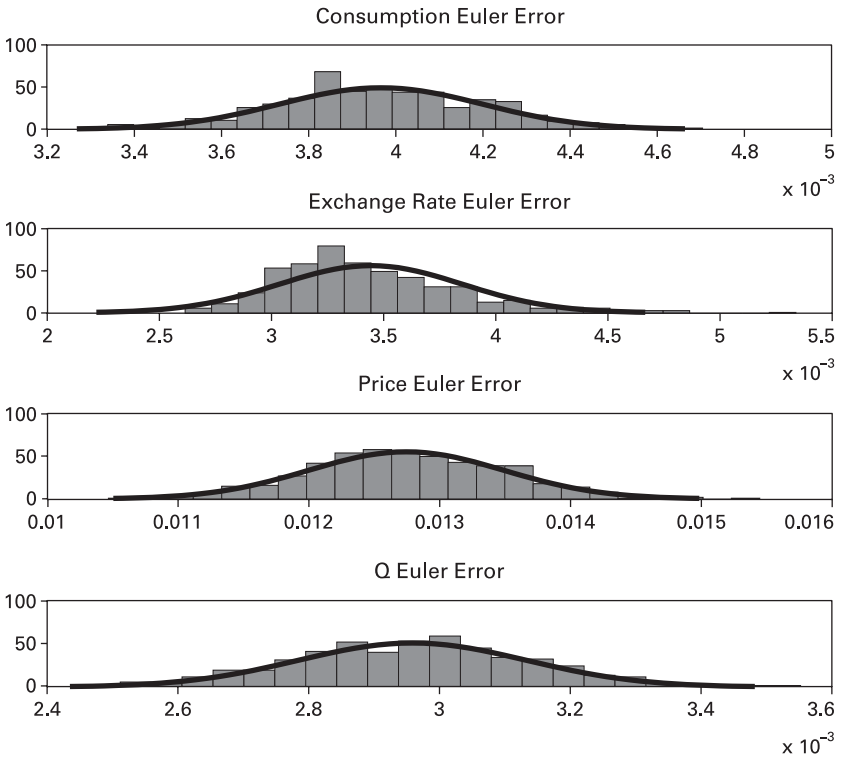 Consumption Euler Error
100
50
0
3.2 3.4 3.6 3.8 4 4.2 4.4 4.6 4.8 5
x 10⁻³
Exchange Rate Euler Error
100
50
0
2 2.5 3 3.5 4 4.5 5 5.5
x 10⁻³
Price Euler Error
100
50
0
0.01 0.011 0.012 0.013 0.014 0.015 0.016
Q Euler Error
100
50
0
2.4 2.6 2.8 3 3.2 3.4 3.6
x 10⁻³